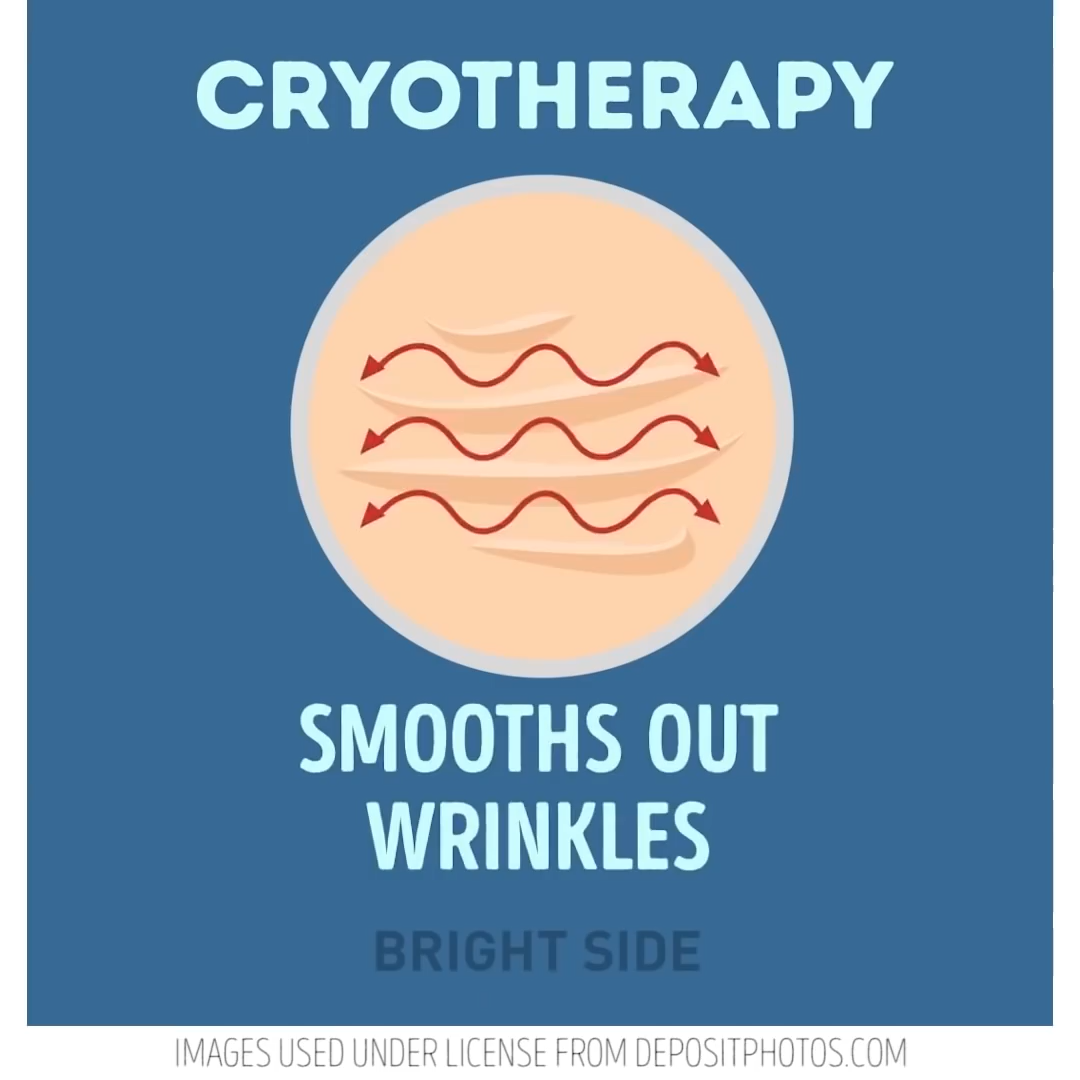 CRYOTHERAPY
SMOOTHS OUT
WRINKLES
BRIGHT SIDE
IMAGES USED UNDER LICENSE FROM DEPOSITPHOTOS.COM